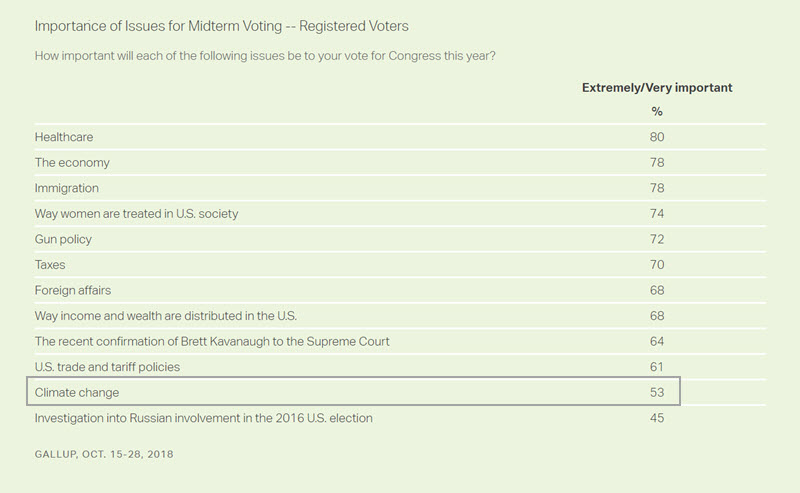 Importance of Issues for Midterm Voting -- Registered Voters
How important will each of the following issues be to your vote for Congress this year?
Extremely/Very important
%
Healthcare 80
The economy 78
Immigration 78
Way women are treated in U.S. society 74
Gun policy 72
Taxes 70
Foreign affairs 68
Way income and wealth are distributed in the U.S. 68
The recent confirmation of Brett Kavanaugh to the Supreme Court 64
U.S. trade and tariff policies 61
Climate change 53
Investigation into Russian involvement in the 2016 U.S. election 45
GALLUP, OCT. 15-28, 2018